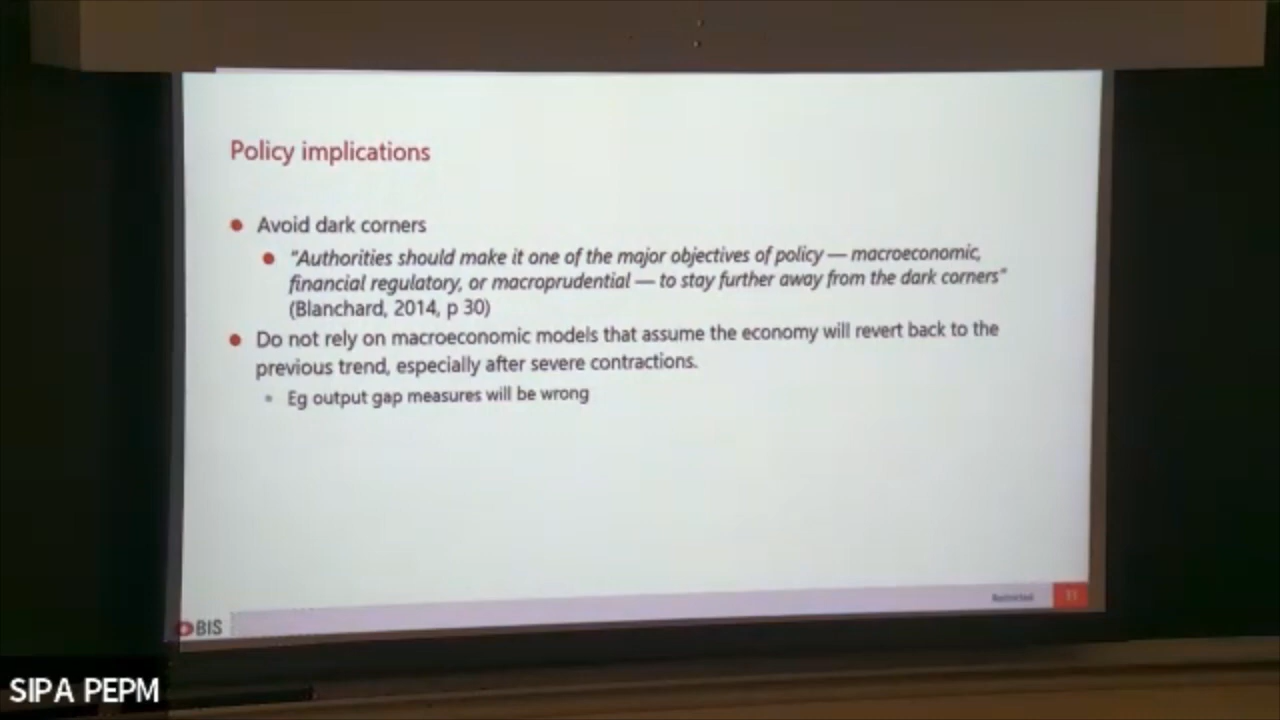 Policy implications
● Avoid dark corners
● "Authorities should make it one of the major objectives of policy — macroeconomic,
financial regulatory, or macroprudential — to stay further away from the dark corners"
(Blanchard, 2014, p 30)
● Do not rely on macroeconomic models that assume the economy will revert back to the
previous trend, especially after severe contractions.
• Eg output gap measures will be wrong
Restricted
BIS
SIPA PEPM